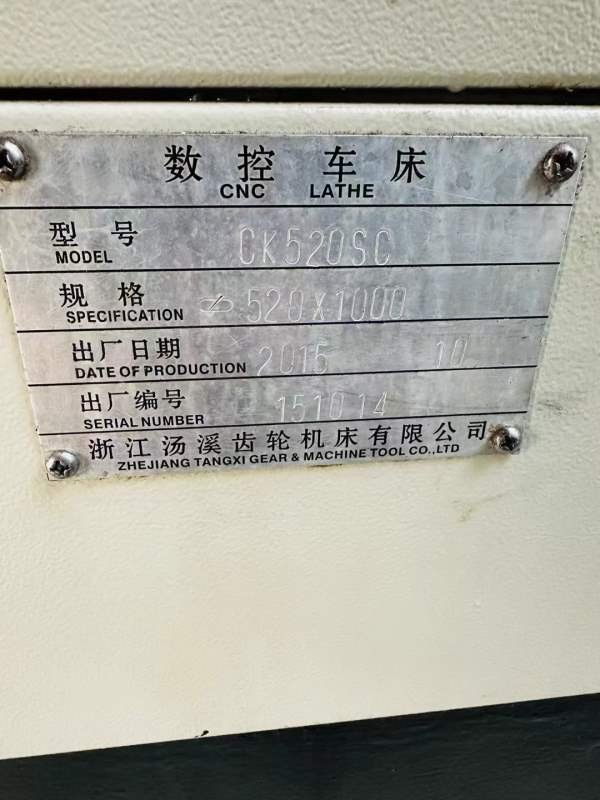 数控车床
CNC LATHE
型号 CK520SC
MODEL
规格 ⌀520X1000
SPECIFICATION
出厂日期 2015 10
DATE OF PRODUCTION
出厂编号 151014
SERIAL NUMBER
浙江汤溪齿轮机床有限公司
ZHEJIANG TANGXI GEAR & MACHINE TOOL CO.,LTD